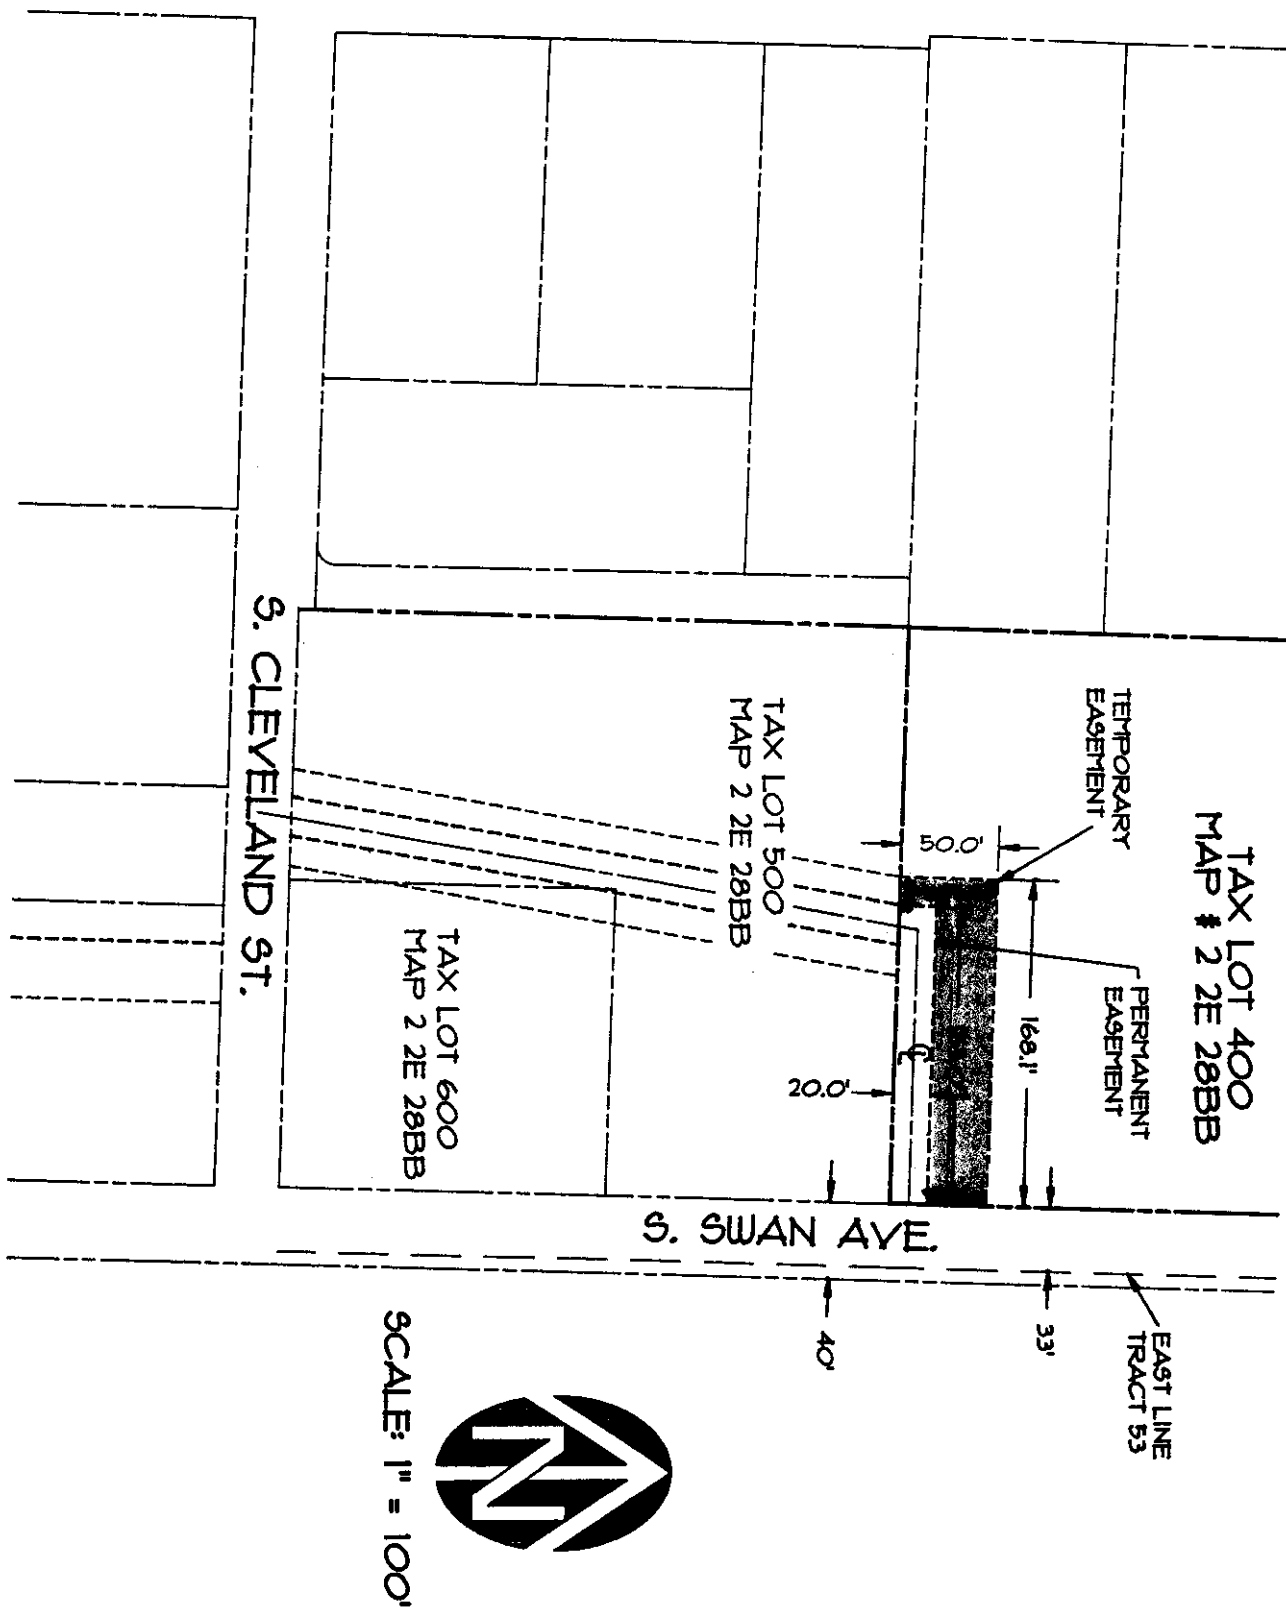 TAX LOT 400
MAP # 2 2E 28BB
TEMPORARY
EASEMENT
50.0'
168.1'
PERMANENT
EASEMENT
20.0'
TAX LOT 500
MAP 2 2E 28BB
TAX LOT 600
MAP 2 2E 28BB
S. CLEVELAND ST.
S. SWAN AVE.
33'
40'
EAST LINE
TRACT 53
N
SCALE: 1" = 100'